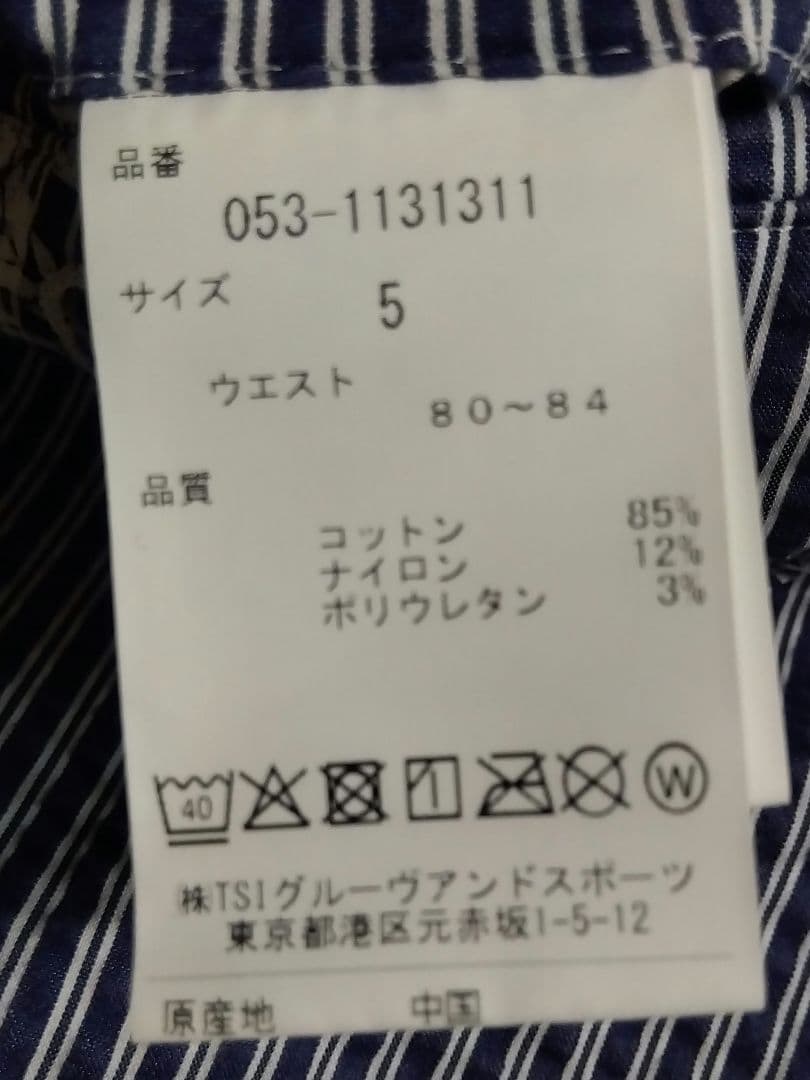 品番
053-1131311
サイズ 5
ウエスト 80～84
品質
コットン 85%
ナイロン 12%
ポリウレタン 3%
40 W
㈱TSIグルーヴアンドスポーツ
東京都港区元赤坂1-5-12
原産地 中国